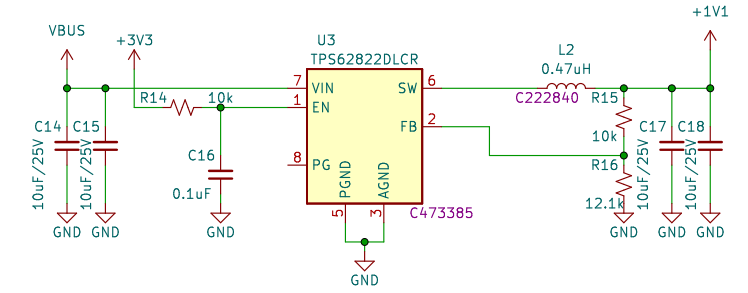 VBUS
+3V3
U3
TPS62822DLCR
+1V1
L2
0.47uH
C222840
7
VIN
1
EN
8
PG
SW
6
FB
2
PGND
5
AGND
3
C473385
R14
10k
C14
10uF/25V
C15
10uF/25V
C16
0.1uF
R15
10k
R16
12.1k
C17
10uF/25V
C18
10uF/25V
GND
GND
GND
GND
GND
GND
GND